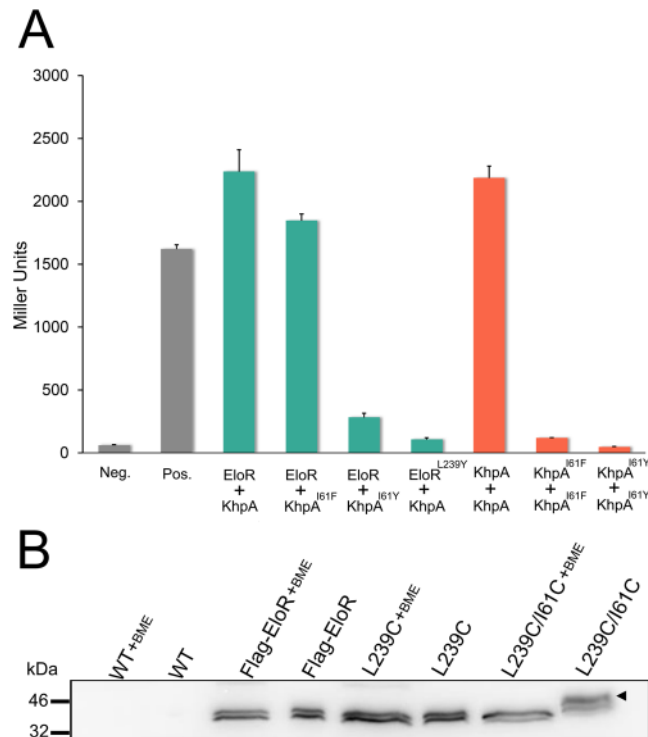 A
3000
2500
2000
1500
1000
500
0
Miller Units
Neg.
Pos.
EloR
+
KhpA
EloR
+
KhpA^I61F
EloR
+
KhpA^I61Y
EloR^L239Y
+
KhpA
KhpA
+
KhpA
KhpA^I61F
+
KhpA^I61F
KhpA^I61Y
+
KhpA^I61Y
B
kDa
46
32
WT+BME
WT
Flag-EloR+BME
Flag-EloR
L239C+BME
L239C
L239C/I61C+BME
L239C/I61C